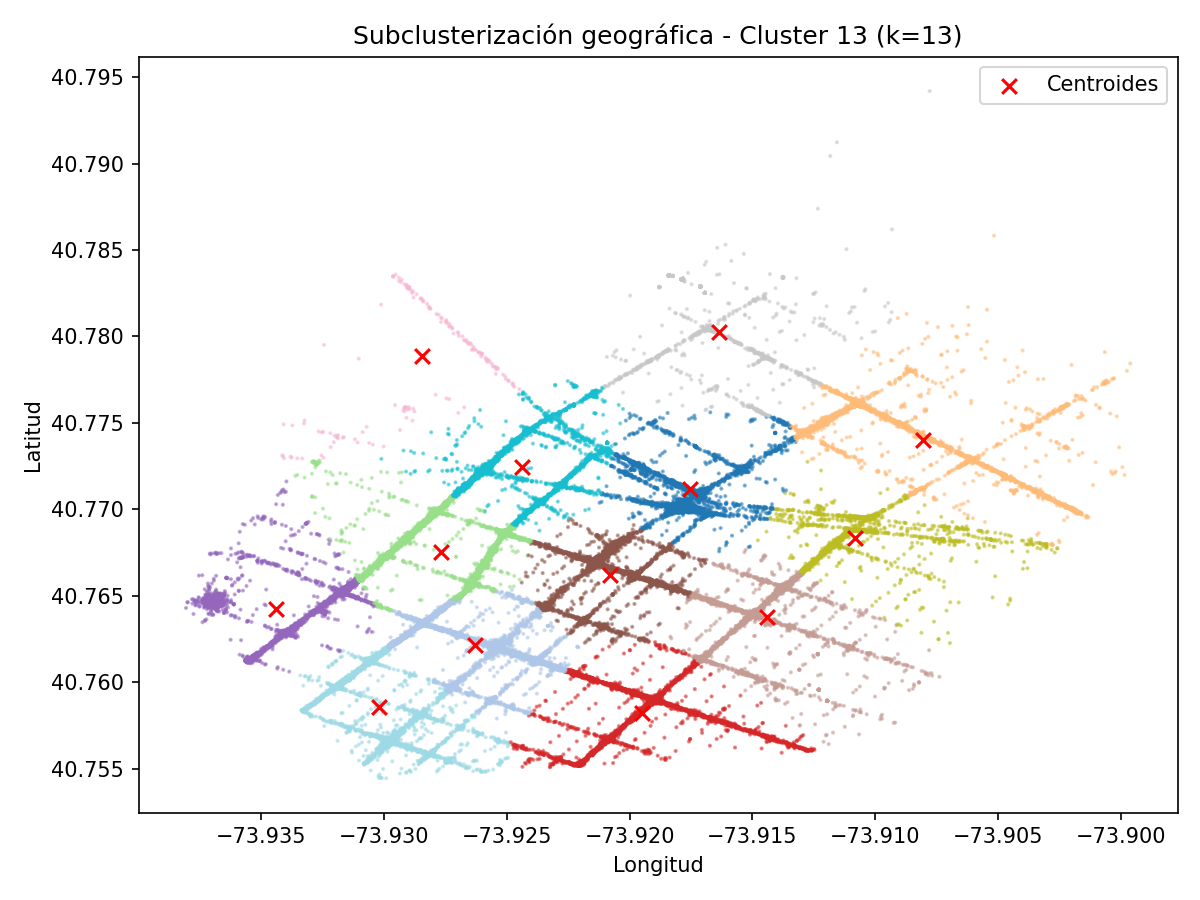 Subclusterización geográfica - Cluster 13 (k=13)
Centroides
40.795
40.790
40.785
40.780
40.775
40.770
40.765
40.760
40.755
Latitud
−73.935 −73.930 −73.925 −73.920 −73.915 −73.910 −73.905 −73.900
Longitud